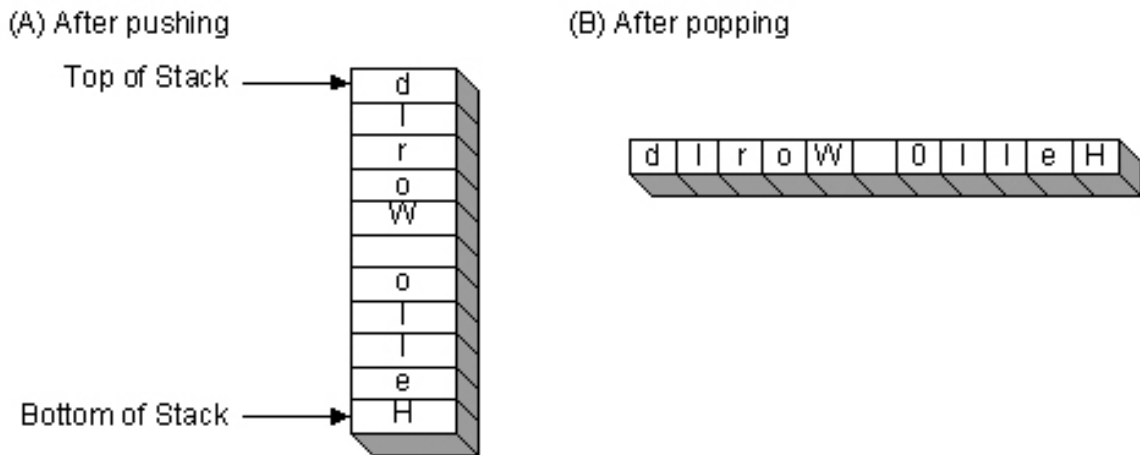 (A) After pushing
(B) After popping
Top of Stack
d
l
r
o
W
o
l
l
e
H
Bottom of Stack
d l r o W 0 l l e H